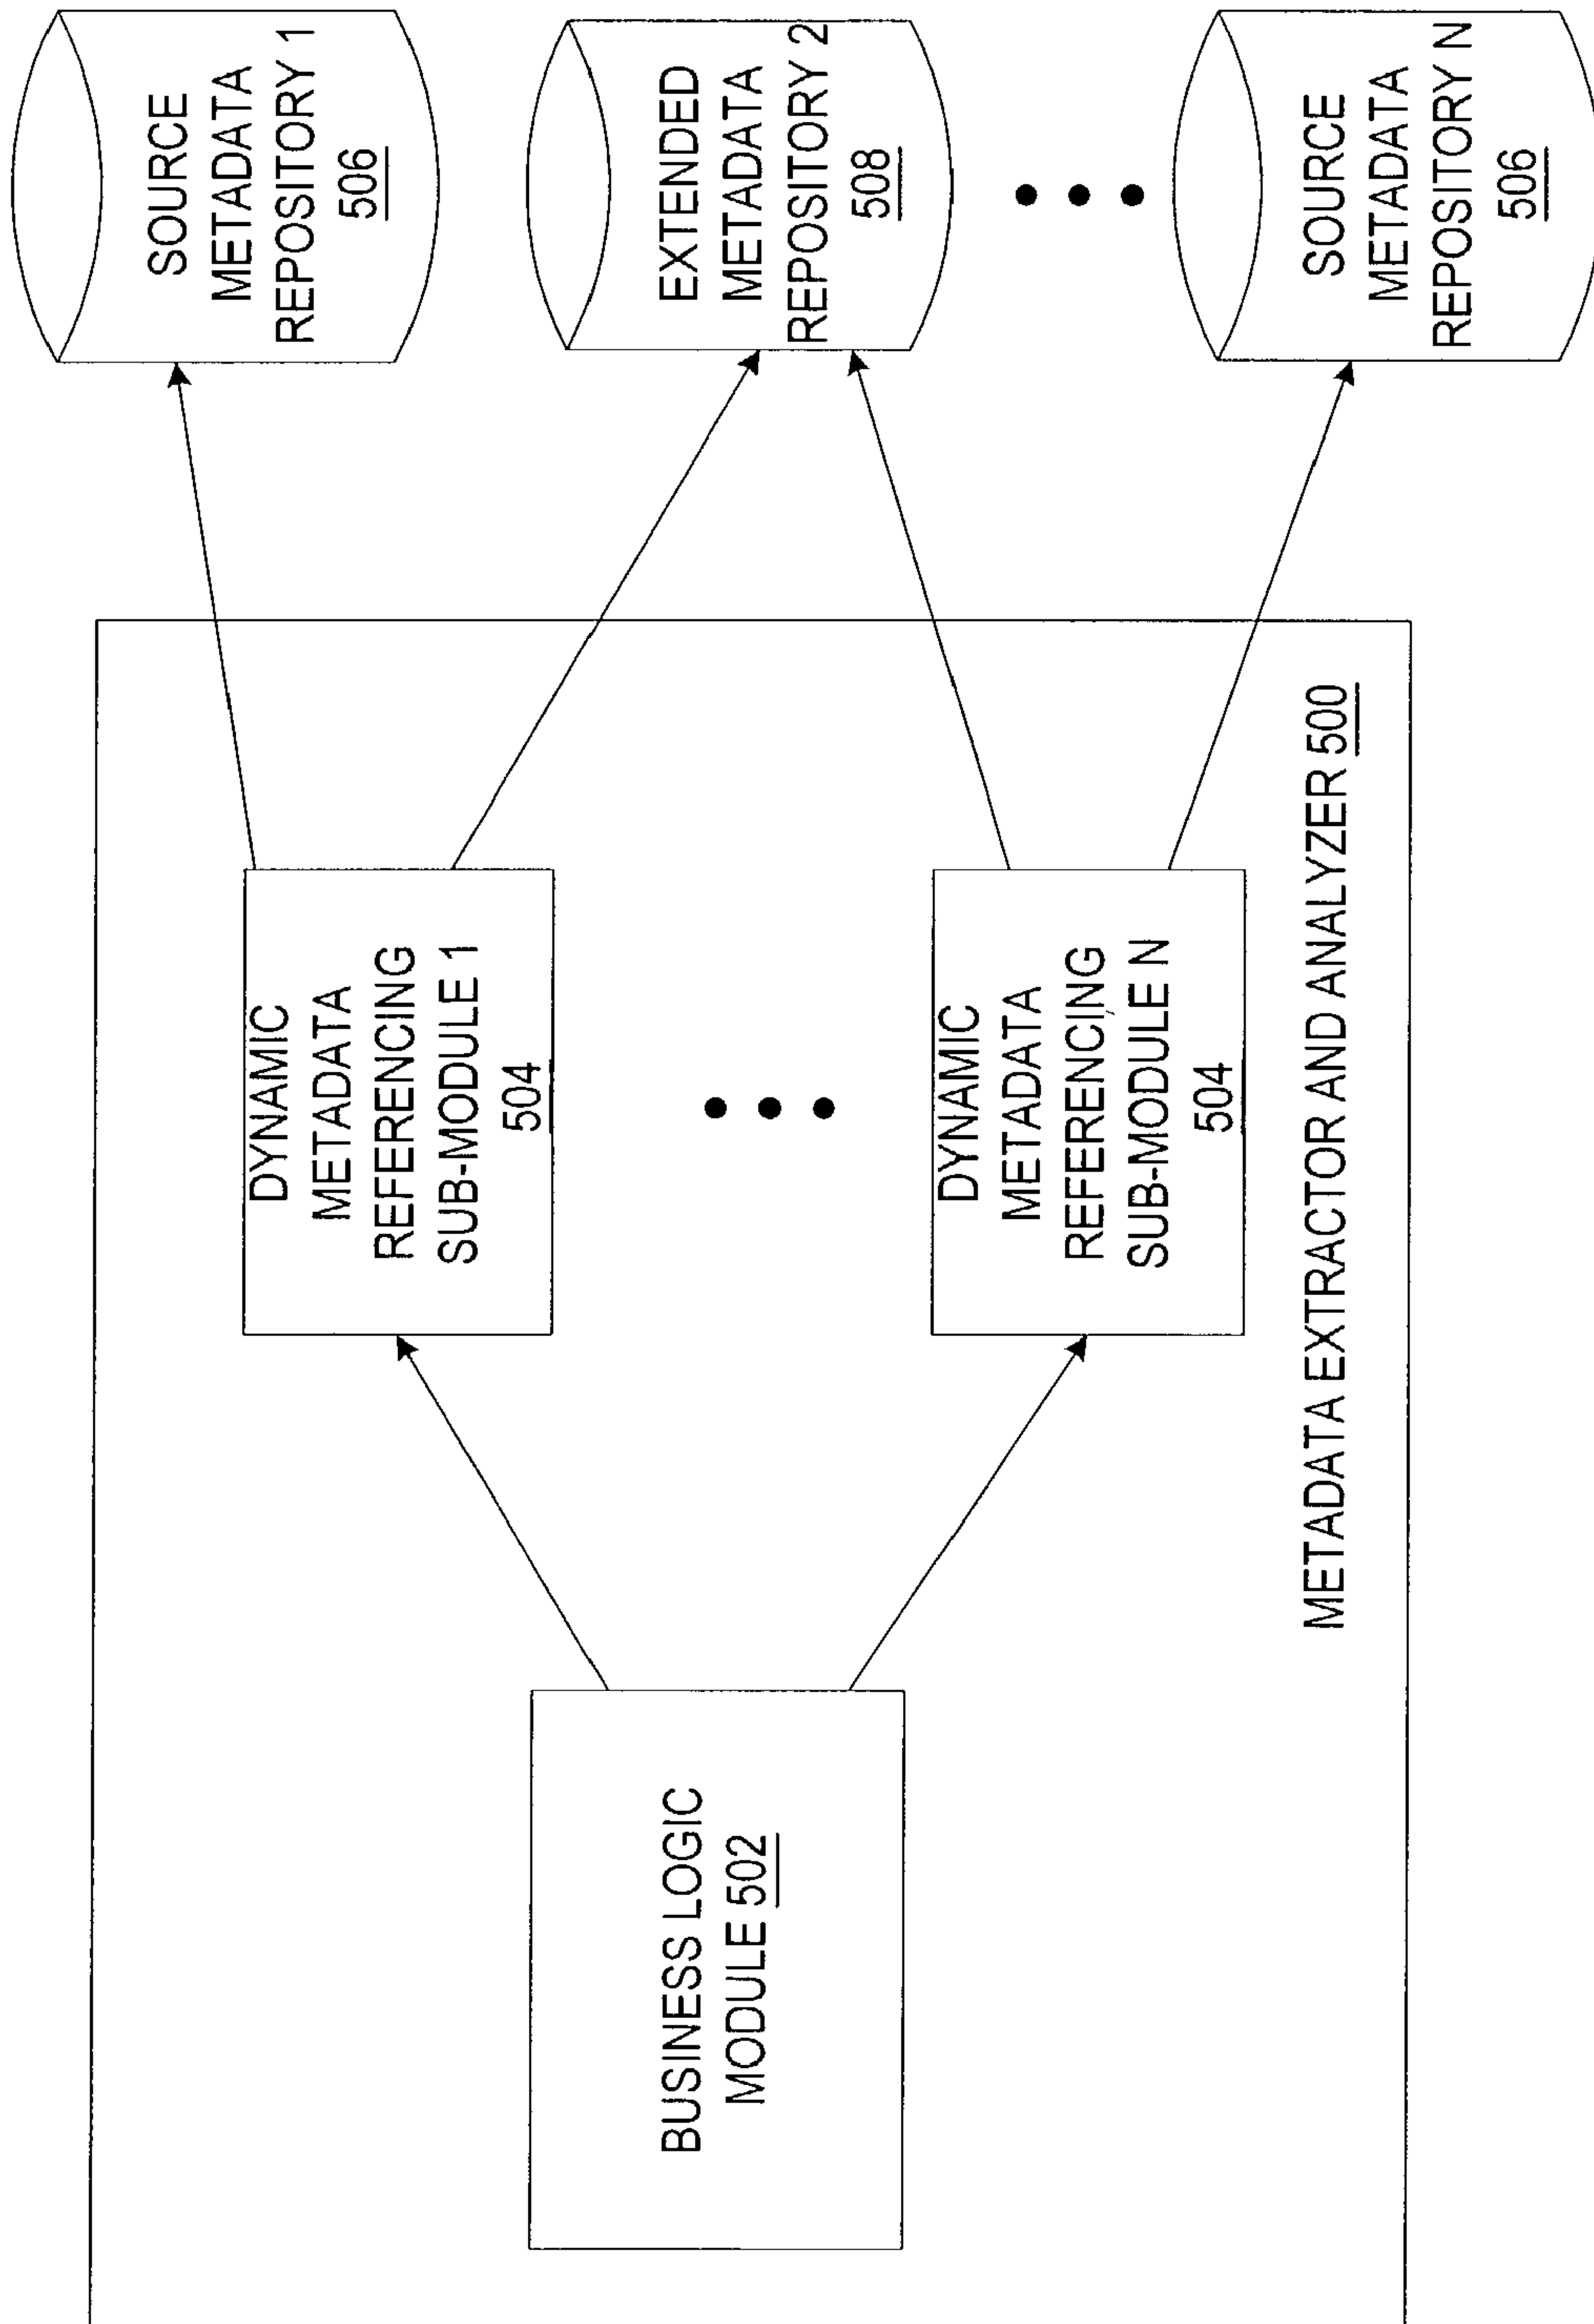 SOURCE
METADATA
REPOSITORY 1
506
EXTENDED
METADATA
REPOSITORY 2
508
SOURCE
METADATA
REPOSITORY N
506
DYNAMIC
METADATA
REFERENCING
SUB-MODULE 1
504
DYNAMIC
METADATA
REFERENCING
SUB-MODULE N
504
BUSINESS LOGIC
MODULE 502
METADATA EXTRACTOR AND ANALYZER 500